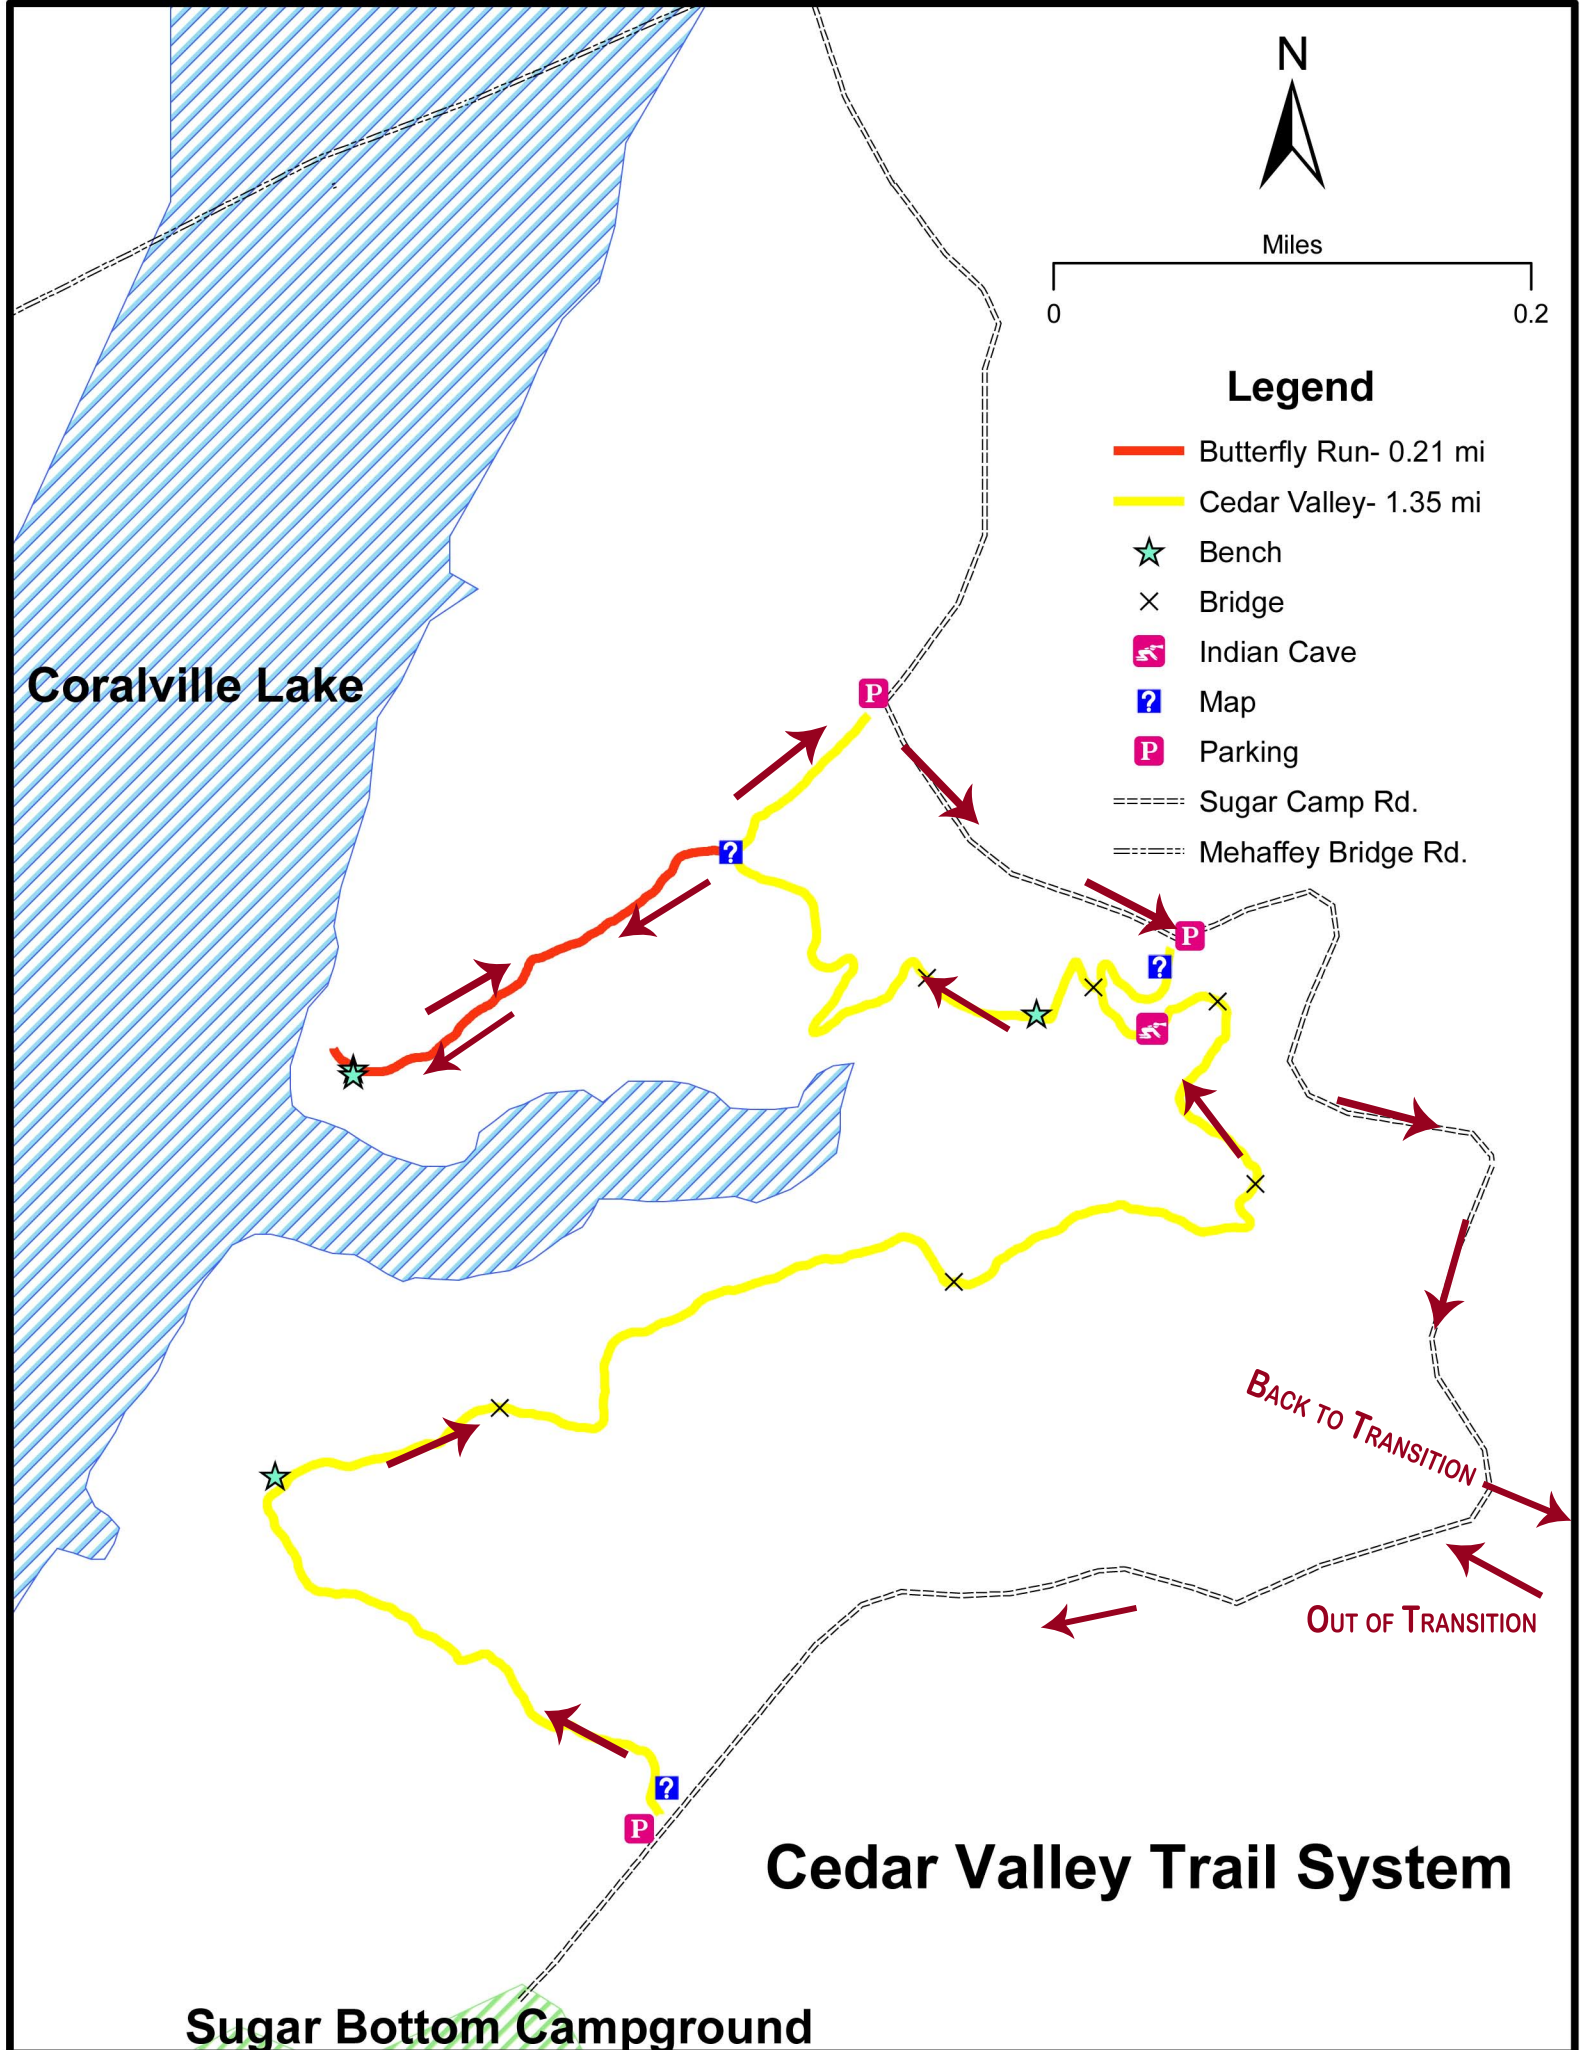 N
Miles
0 0.2
Legend
Butterfly Run- 0.21 mi
Cedar Valley- 1.35 mi
Bench
Bridge
Indian Cave
? Map
P Parking
Sugar Camp Rd.
Mehaffey Bridge Rd.
Coralville Lake
P
?
P
?
BACK TO TRANSITION
OUT OF TRANSITION
?
P
Cedar Valley Trail System
Sugar Bottom Campground